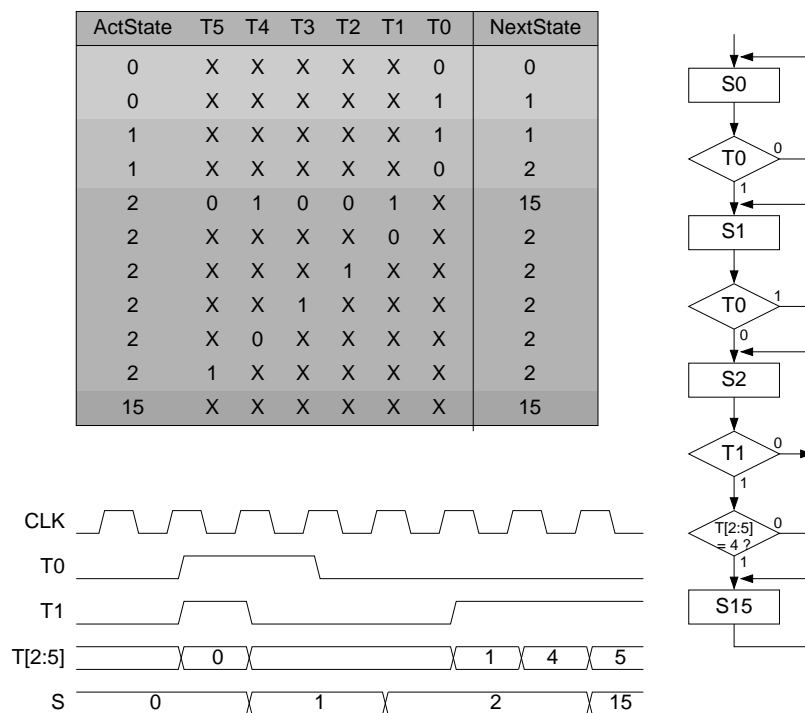 ActState T5 T4 T3 T2 T1 T0 NextState
0 X X X X X 0 0
0 X X X X X 1 1
1 X X X X X 1 1
1 X X X X X 0 2
2 0 1 0 0 1 X 15
2 X X X X 0 X 2
2 X X X 1 X X 2
2 X X 1 X X X 2
2 X 0 X X X X 2
2 1 X X X X X 2
15 X X X X X X 15
S0
T0 0
1
S1
T0 1
0
S2
T1 0
1
T[2:5] 0
= 4 ?
1
S15
CLK
T0
T1
T[2:5] 0 1 4 5
S 0 1 2 15